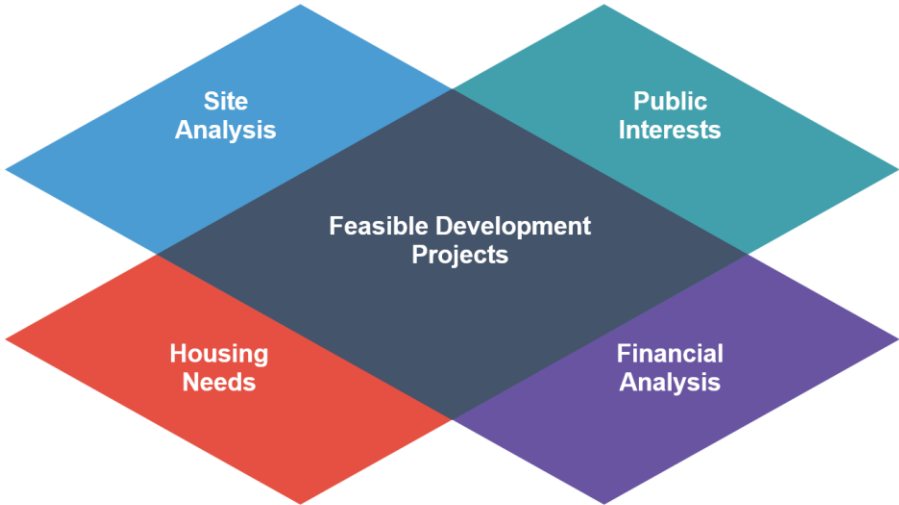 Site
Analysis
Public
Interests
Feasible Development
Projects
Housing
Needs
Financial
Analysis